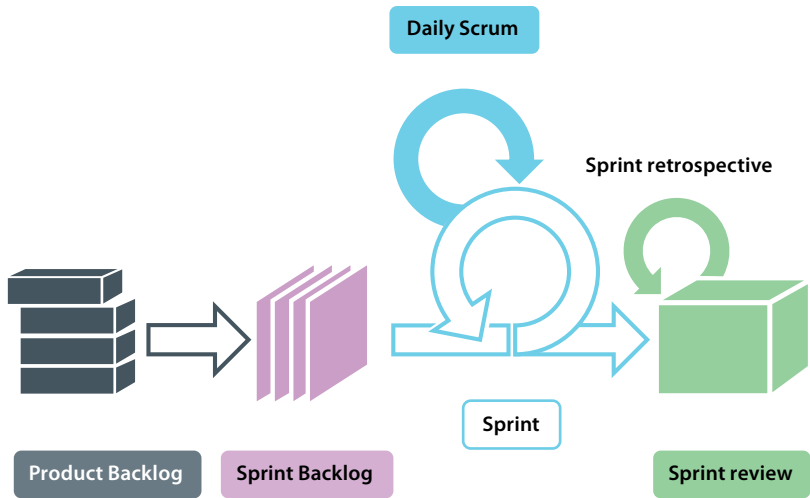 Daily Scrum
Sprint retrospective
Sprint
Product Backlog
Sprint Backlog
Sprint review